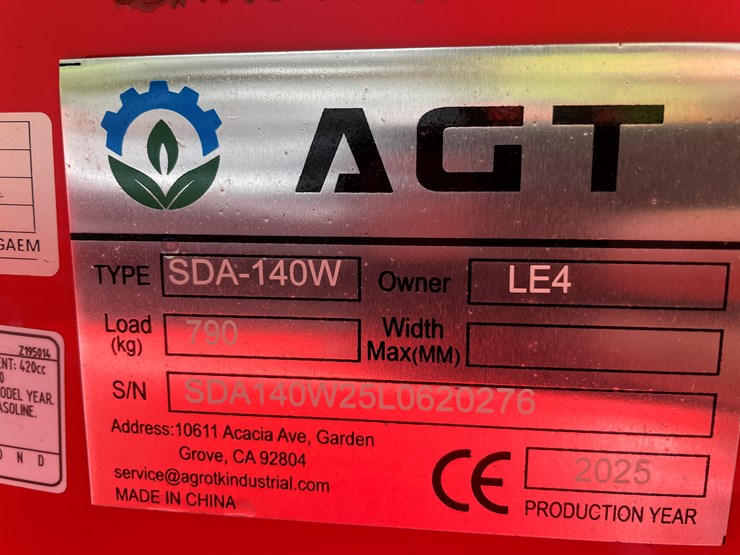 AGT
TYPE SDA-140W Owner LE4
Load (kg) 790 Width Max(MM)
S/N SDA140W25L0620276
Address:10611 Acacia Ave, Garden
Grove, CA 92804
service@agrotkindustrial.com
MADE IN CHINA
CE 2025
PRODUCTION YEAR
GAEM
Z195014
ENT: 420cc
0
ODEL YEAR.
ASOLINE.
O N D